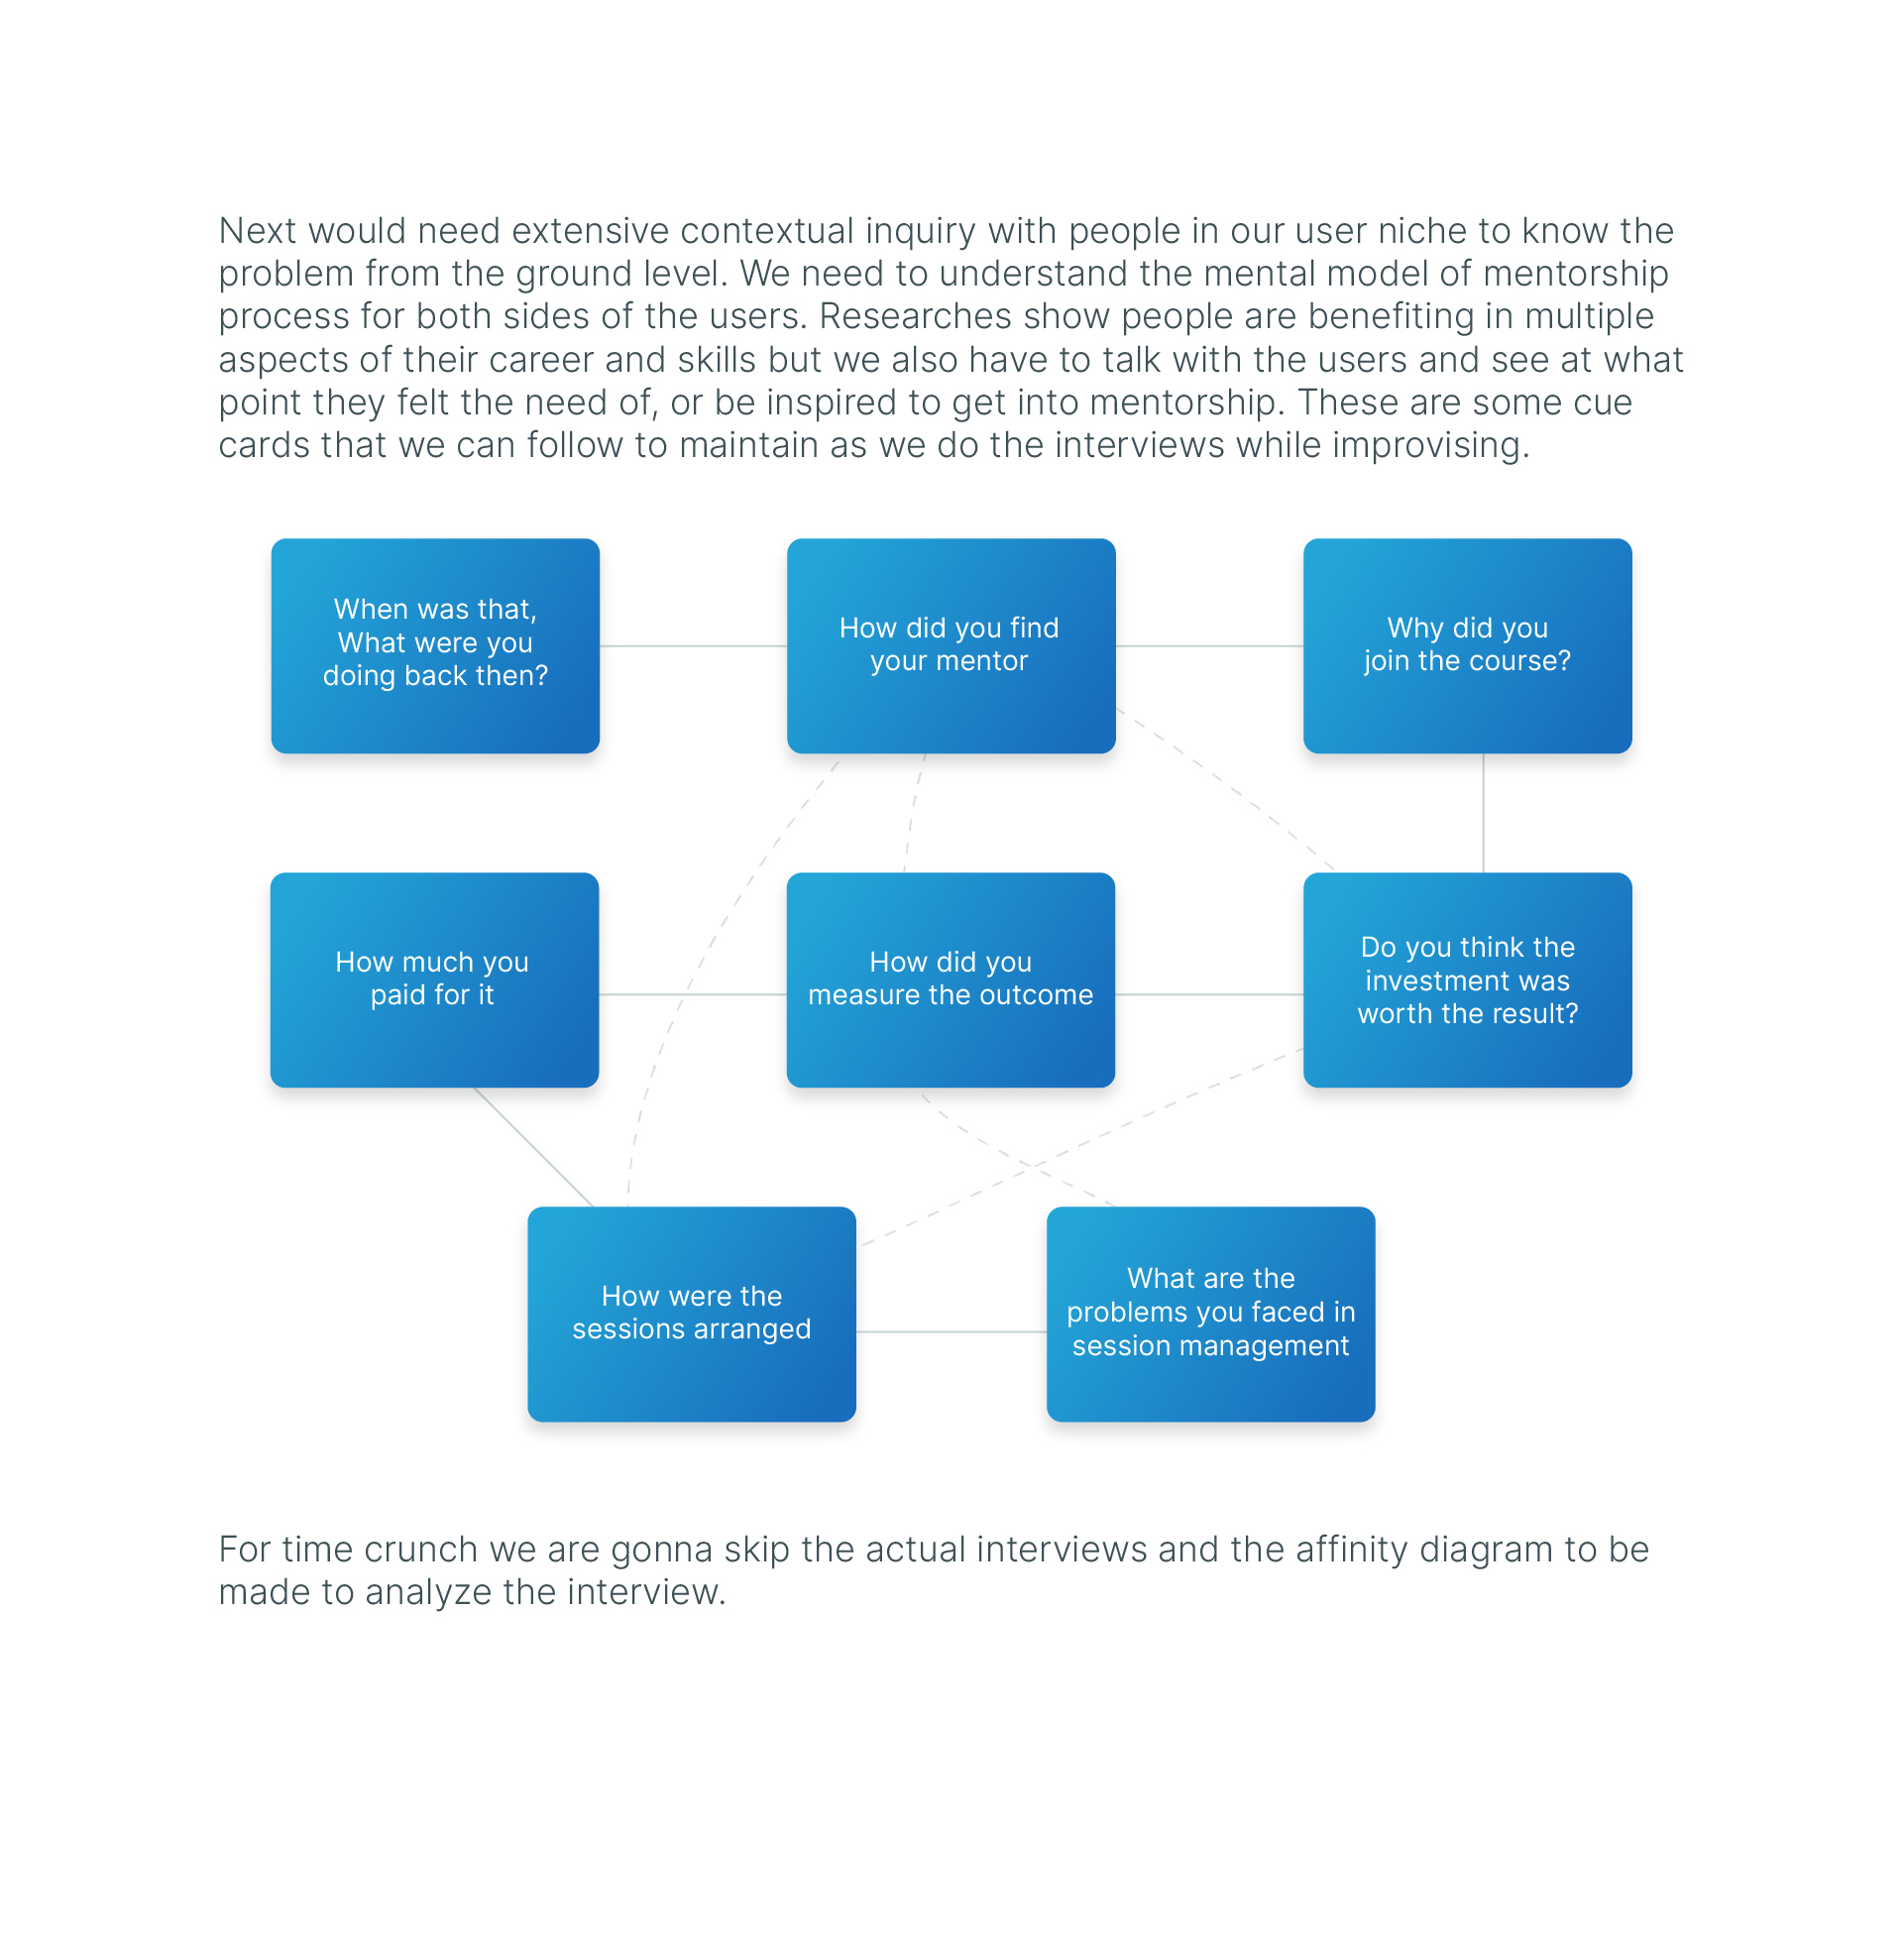 Next would need extensive contextual inquiry with people in our user niche to know the
problem from the ground level. We need to understand the mental model of mentorship
process for both sides of the users. Researches show people are benefiting in multiple
aspects of their career and skills but we also have to talk with the users and see at what
point they felt the need of, or be inspired to get into mentorship. These are some cue
cards that we can follow to maintain as we do the interviews while improvising.
When was that,
What were you
doing back then?
How did you find
your mentor
Why did you
join the course?
How much you
paid for it
How did you
measure the outcome
Do you think the
investment was
worth the result?
How were the
sessions arranged
What are the
problems you faced in
session management
For time crunch we are gonna skip the actual interviews and the affinity diagram to be
made to analyze the interview.